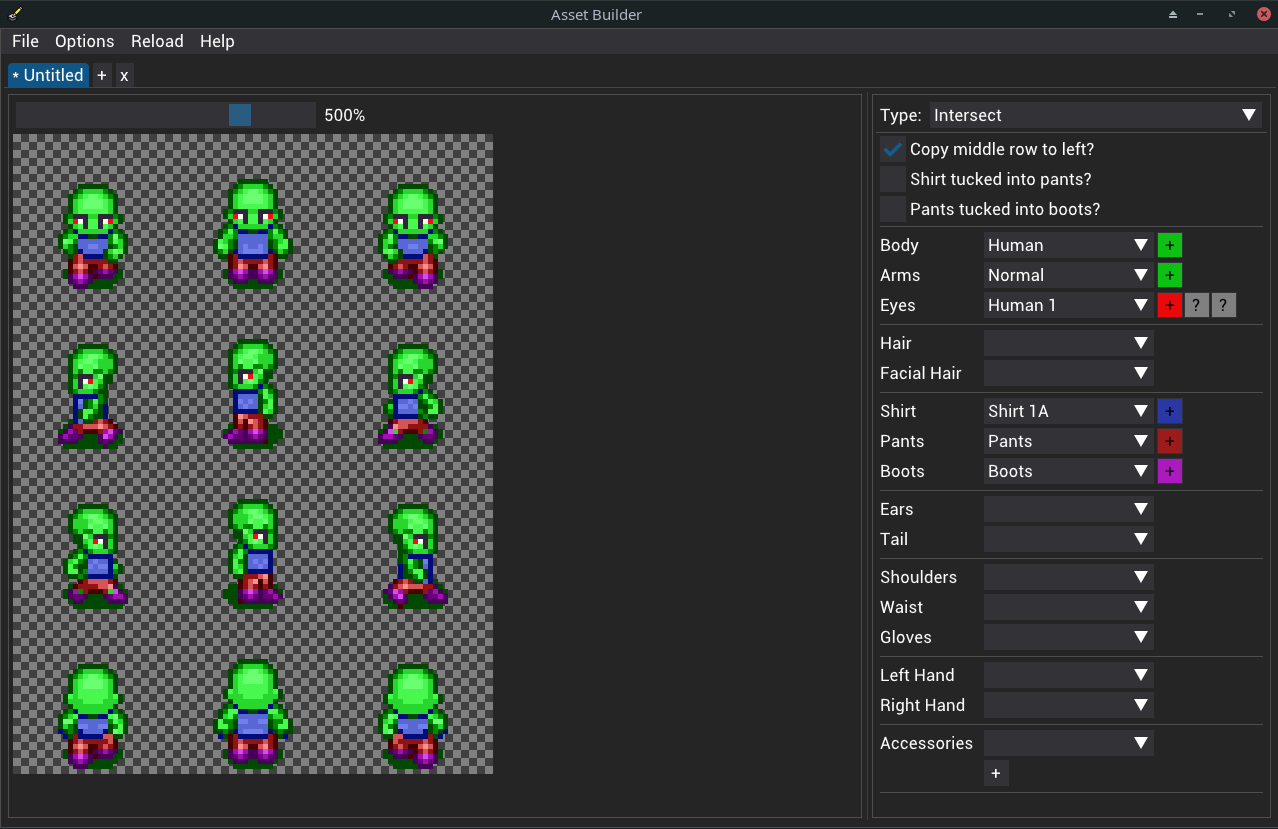 Asset Builder
File Options Reload Help
* Untitled + x
500%
Type: Intersect
Copy middle row to left?
Shirt tucked into pants?
Pants tucked into boots?
Body Human +
Arms Normal +
Eyes Human 1 + ? ?
Hair
Facial Hair
Shirt Shirt 1A +
Pants Pants +
Boots Boots +
Ears
Tail
Shoulders
Waist
Gloves
Left Hand
Right Hand
Accessories
+